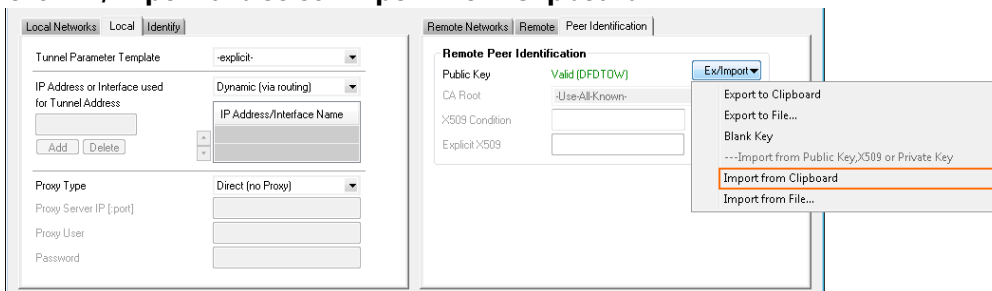 Local Networks Local Identify
Tunnel Parameter Template -explicit-
IP Address or Interface used for Tunnel Address Dynamic (via routing)
IP Address/Interface Name
Add Delete
Proxy Type Direct (no Proxy)
Proxy Server IP [:port]
Proxy User
Password
Remote Networks Remote Peer Identification
Remote Peer Identification
Public Key Valid (DFDTOW) Ex/Import
CA Root -Use-All-Known-
X509 Condition
Explicit X509
Export to Clipboard
Export to File...
Blank Key
---Import from Public Key,X509 or Private Key
Import from Clipboard
Import from File...